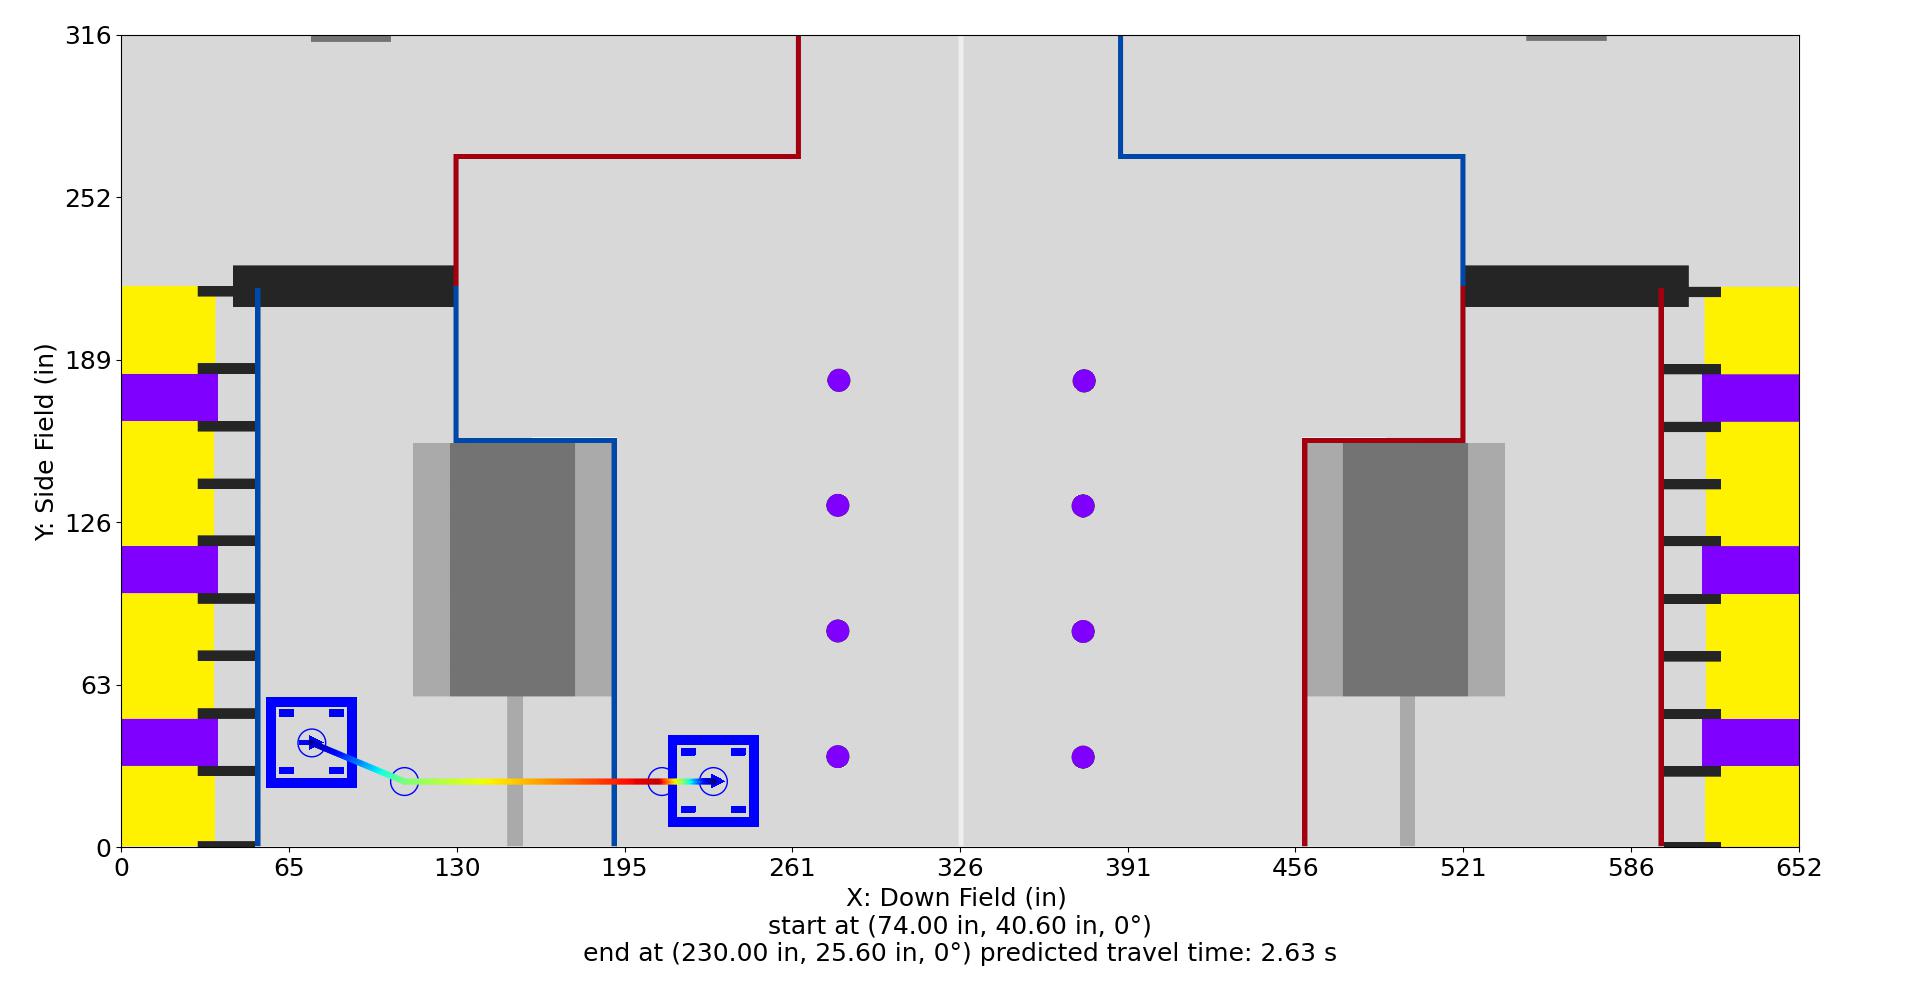 316
252
189
126
63
0
Y: Side Field (in)
0 65 130 195 261 326 391 456 521 586 652
X: Down Field (in)
start at (74.00 in, 40.60 in, 0°)
end at (230.00 in, 25.60 in, 0°) predicted travel time: 2.63 s